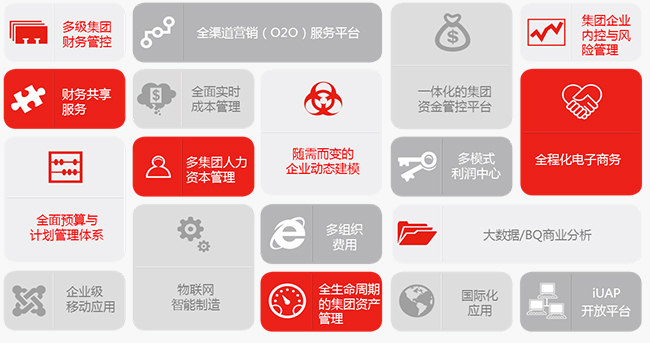 多级集团
财务管控
全渠道营销（O2O）服务平台
一体化的集团
资金管控平台
集团企业
内控与风
险管理
财务共享
服务
全面实时
成本管理
随需而变的
企业动态建模
全程化电子商务
全面预算与
计划管理体系
多集团人力
资本管理
多模式
利润中心
物联网
智能制造
多组织
费用
大数据/BQ商业分析
企业级
移动应用
全生命周期
的集团资产
管理
国际化
应用
iUAP
开放平台